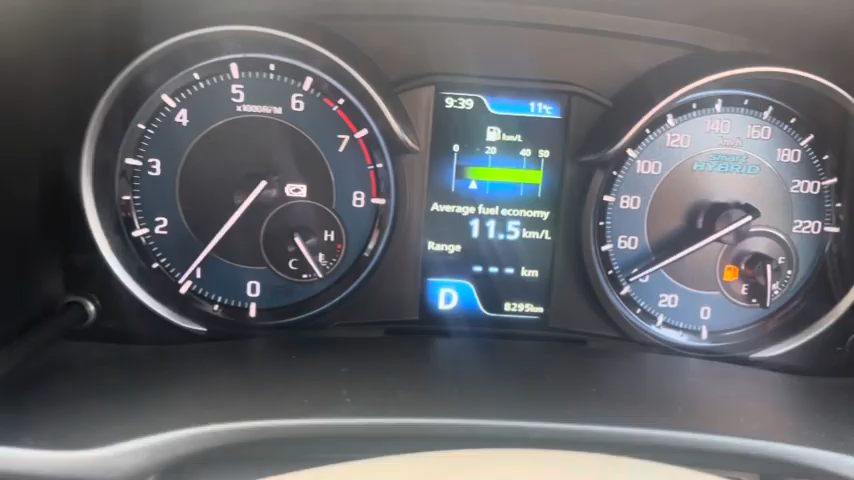 5 6
x1000RPM
4 7
3
2 8
1 0
H
C
9:39 11℃
km/L
0 20 40 50
Average fuel economy
11.5 km/L
Range
--- km
D 8295km
140
120 160
km/h
100 180
Smart
HYBRID
80 200
60 220
20 0
F
E